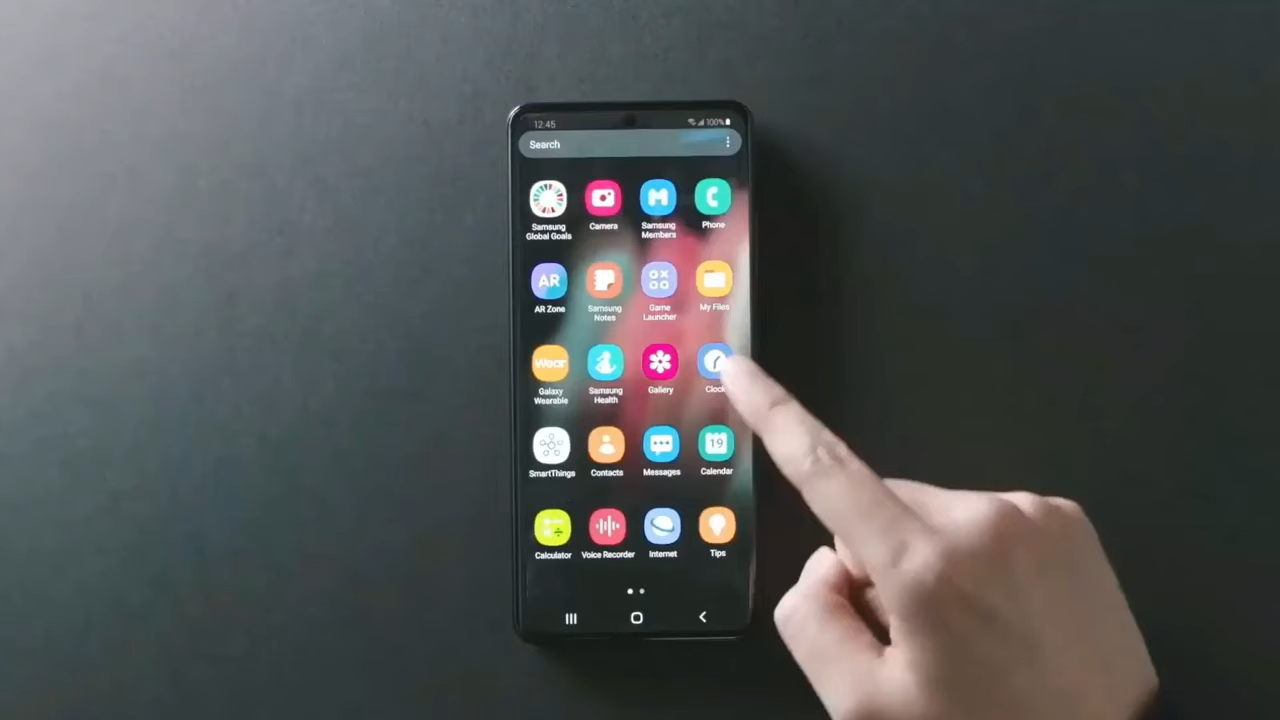 12:45
100%
Search
Samsung
Global Goals
Camera
Samsung
Members
Phone
AR
AR Zone
Samsung
Notes
Game
Launcher
My Files
Wear
Galaxy
Wearable
Samsung
Health
Gallery
Clock
SmartThings
Contacts
Messages
19
Calendar
Calculator
Voice Recorder
Internet
Tips